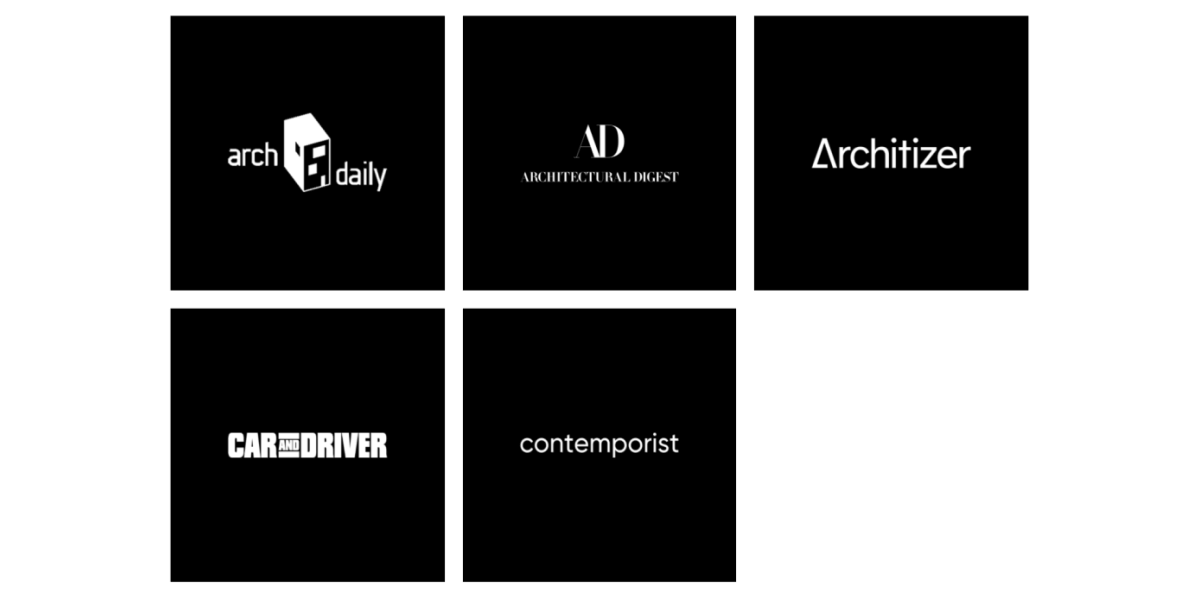 arch daily
AD
ARCHITECTURAL DIGEST
Architizer
CAR AND DRIVER
contemporist